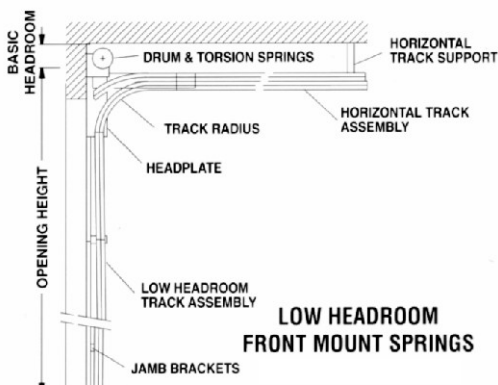 BASIC
HEADROOM
DRUM & TORSION SPRINGS
HORIZONTAL
TRACK SUPPORT
HORIZONTAL TRACK
ASSEMBLY
TRACK RADIUS
HEADPLATE
OPENING HEIGHT
LOW HEADROOM
TRACK ASSEMBLY
LOW HEADROOM
FRONT MOUNT SPRINGS
JAMB BRACKETS